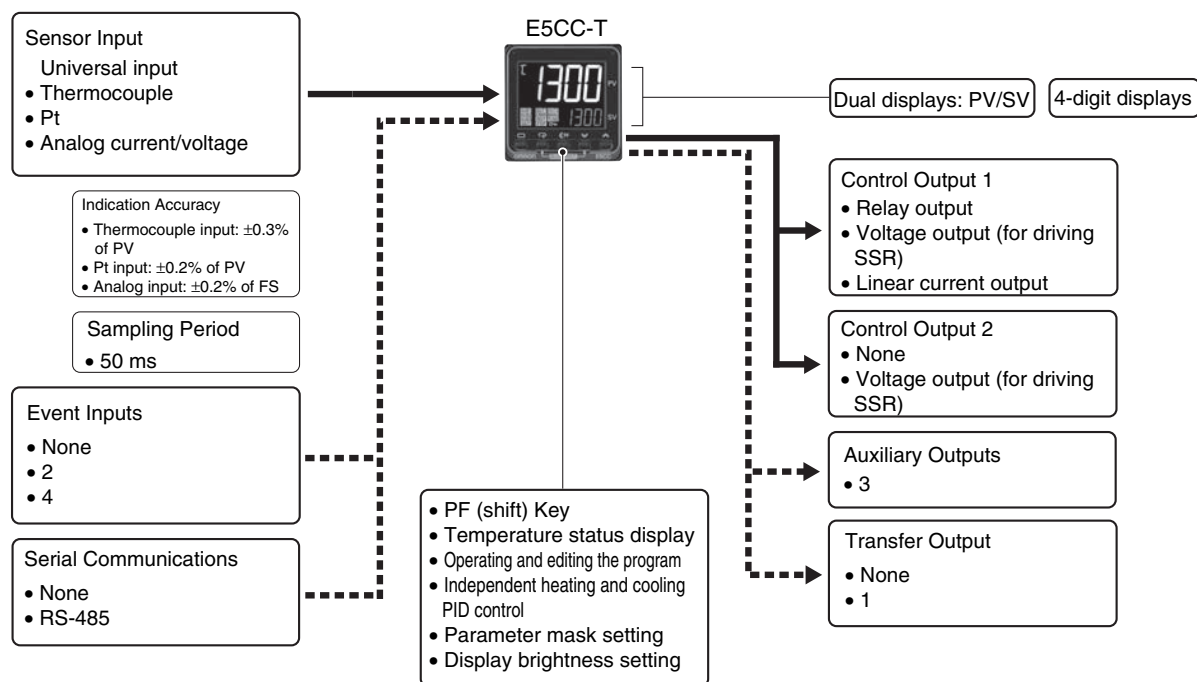 E5CC-T
Sensor Input
Universal input
• Thermocouple
• Pt
• Analog current/voltage
Indication Accuracy
• Thermocouple input: ±0.3%
of PV
• Pt input: ±0.2% of PV
• Analog input: ±0.2% of FS
Sampling Period
• 50 ms
Event Inputs
• None
• 2
• 4
Serial Communications
• None
• RS-485
1300
PV
1300
SV
• PF (shift) Key
• Temperature status display
• Operating and editing the program
• Independent heating and cooling
PID control
• Parameter mask setting
• Display brightness setting
Dual displays: PV/SV
4-digit displays
Control Output 1
• Relay output
• Voltage output (for driving
SSR)
• Linear current output
Control Output 2
• None
• Voltage output (for driving
SSR)
Auxiliary Outputs
• 3
Transfer Output
• None
• 1